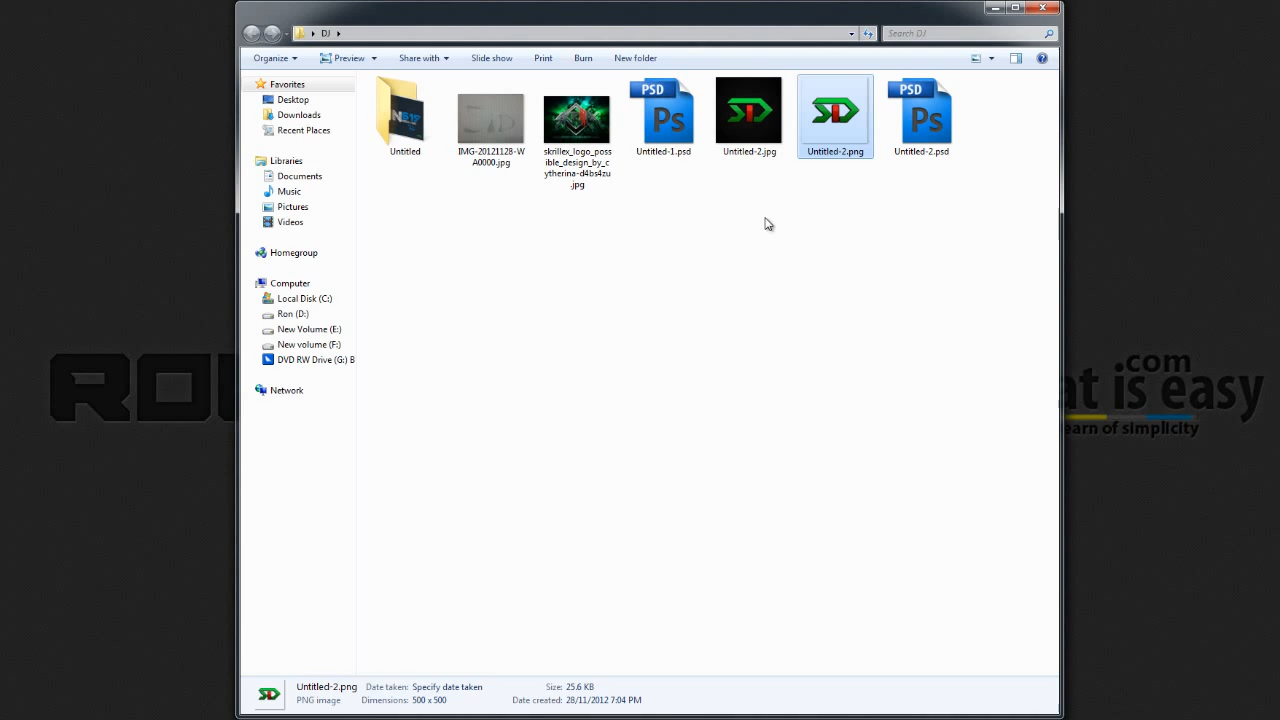 DJ
Search DJ
Organize
Preview
Share with
Slide show
Print
Burn
New folder
Favorites
Desktop
Downloads
Recent Places
Libraries
Documents
Music
Pictures
Videos
Homegroup
Computer
Local Disk (C:)
Ron (D:)
New Volume (E:)
New volume (F:)
DVD RW Drive (G:) B
Network
Untitled
IMG-20121128-W
A0000.jpg
skrillex_logo_poss
ible_design_by_c
ytherina-d4bs4zu
.jpg
PSD
Ps
Untitled-1.psd
SD
Untitled-2.jpg
SD
Untitled-2.png
PSD
Ps
Untitled-2.psd
.com
at is easy
earn of simplicity
SD
Untitled-2.png
PNG image
Date taken: Specify date taken
Dimensions: 500 x 500
Size: 25.6 KB
Date created: 28/11/2012 7:04 PM